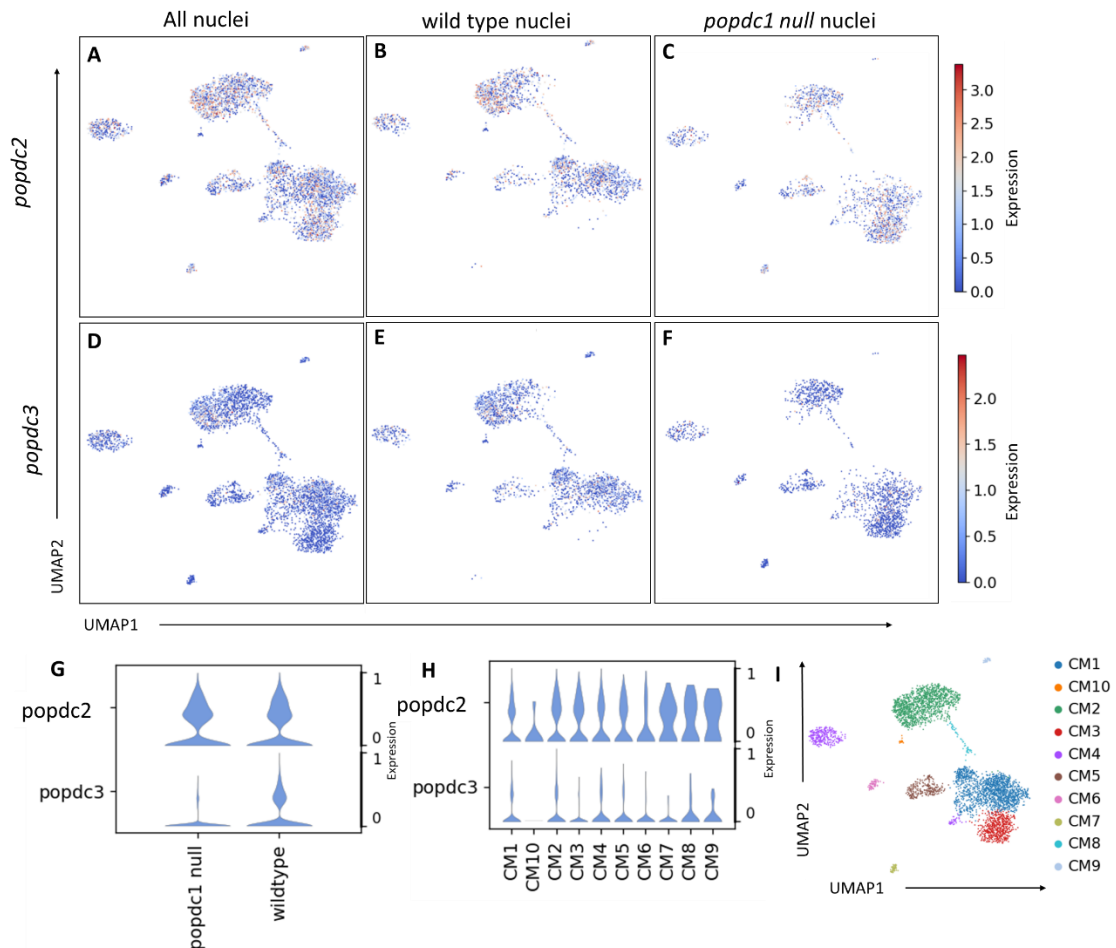 All nuclei
wild type nuclei
popdc1 null nuclei
A
B
C
popdc2
3.0
2.5
2.0
1.5
1.0
0.5
0.0
Expression
D
E
F
popdc3
2.0
1.5
1.0
0.5
0.0
Expression
UMAP2
UMAP1
G
popdc2
popdc3
1
0
1
0
Expression
popdc1 null
wildtype
H
popdc2
popdc3
1
0
1
0
Expression
CM1
CM10
CM2
CM3
CM4
CM5
CM6
CM7
CM8
CM9
I
UMAP2
UMAP1
CM1
CM10
CM2
CM3
CM4
CM5
CM6
CM7
CM8
CM9